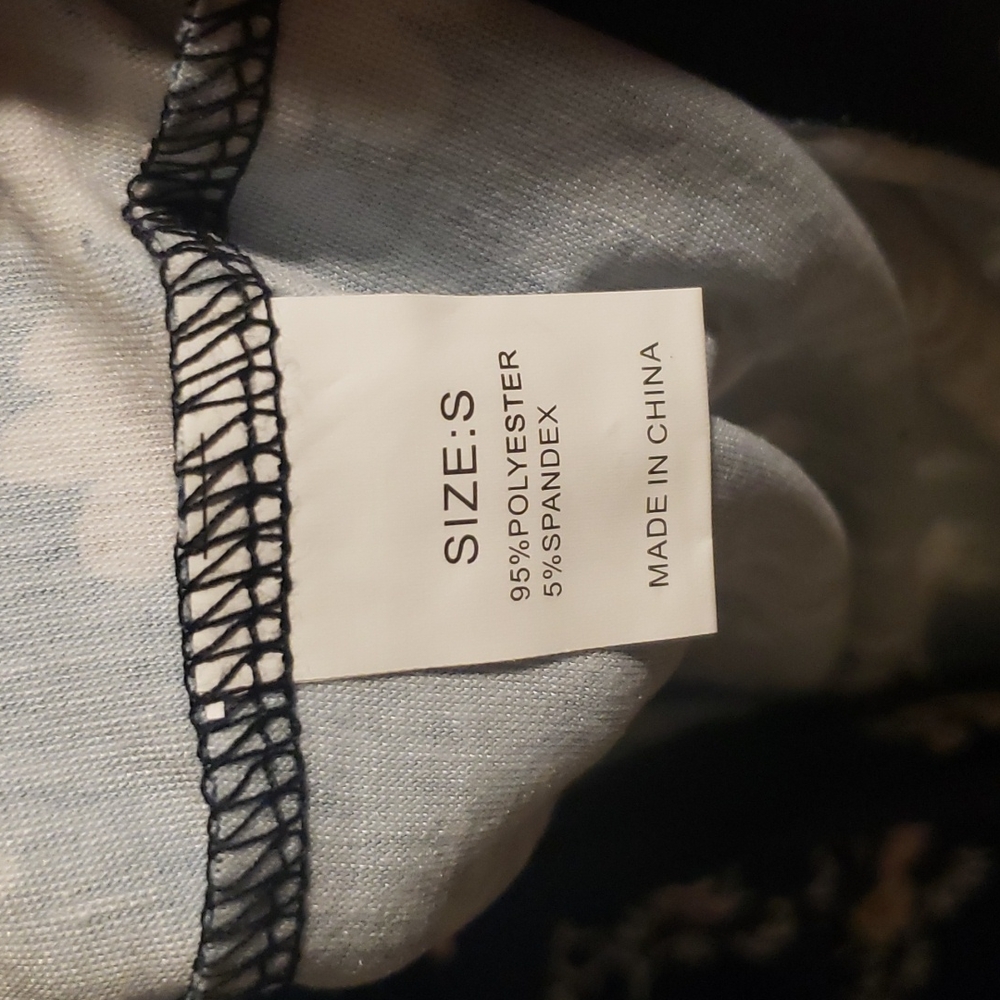 SIZE:S
95%POLYESTER
5%SPANDEX
MADE IN CHINA